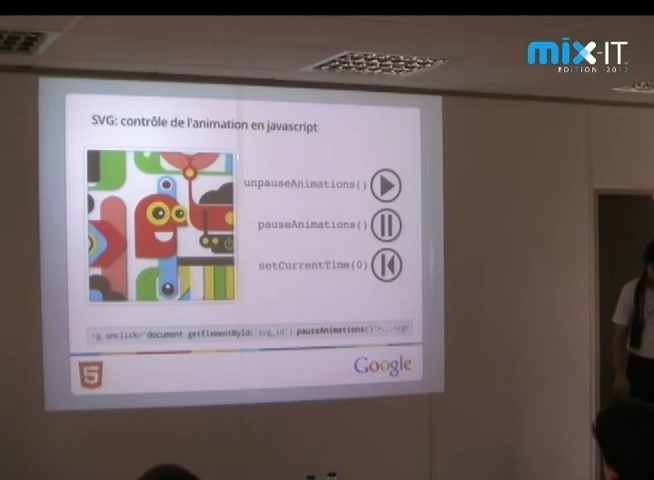 mix-IT
EDITION 2012
SVG: contrôle de l'animation en javascript
unpauseAnimations()
pauseAnimations()
setCurrentTime(0)
<g onclick="document.getElementById('svg_id').pauseAnimations()">...</g>
5
Google